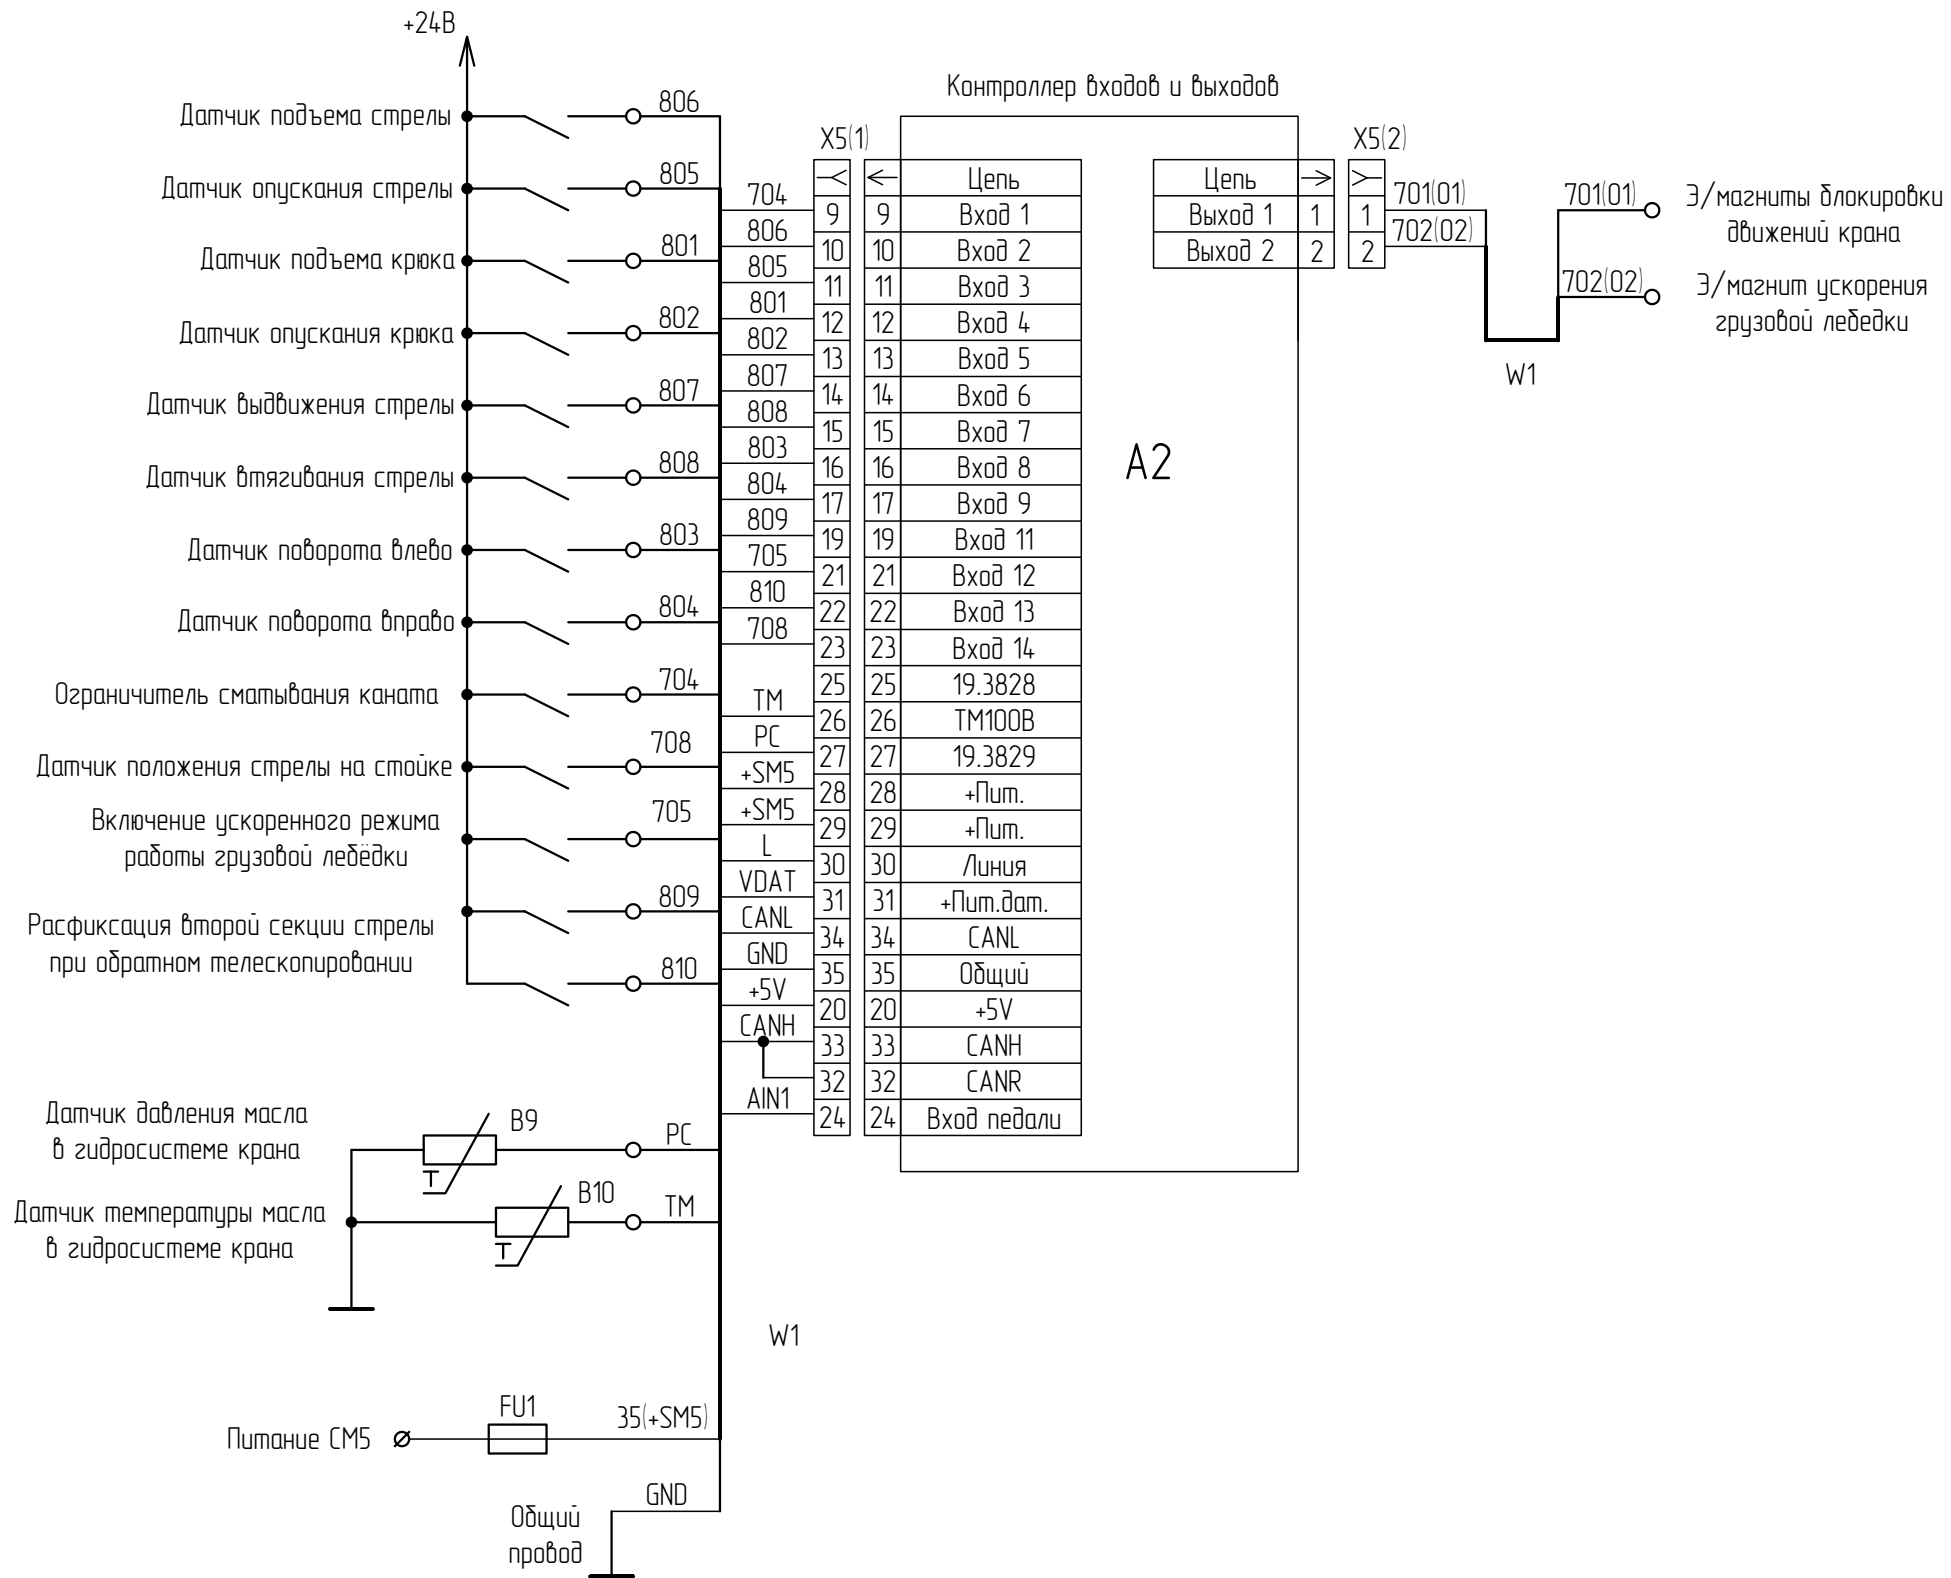 +24В
Датчик подъема стрелы
806
Датчик опускания стрелы
805
Датчик подъема крюка
801
Датчик опускания крюка
802
Датчик выдвижения стрелы
807
Датчик втягивания стрелы
808
Датчик поворота влево
803
Датчик поворота вправо
804
Ограничитель сматывания каната
704
Датчик положения стрелы на стойке
708
Включение ускоренного режима
работы грузовой лебёдки
705
Расфиксация второй секции стрелы
при обратном телескопировании
809
810
Датчик давления масла
в гидросистеме крана
B9
T
PC
Датчик температуры масла
в гидросистеме крана
B10
T
TM
W1
Питание СМ5
FU1
35(+SM5)
GND
Общий
провод
Контроллер входов и выходов
X5(1)
Цепь
704 9 9 Вход 1
806 10 10 Вход 2
805 11 11 Вход 3
801 12 12 Вход 4
802 13 13 Вход 5
807 14 14 Вход 6
808 15 15 Вход 7
803 16 16 Вход 8
804 17 17 Вход 9
809 19 19 Вход 11
705 21 21 Вход 12
810 22 22 Вход 13
708 23 23 Вход 14
25 25 19.3828
TM 26 26 ТМ100В
PC 27 27 19.3829
+SM5 28 28 +Пит.
+SM5 29 29 +Пит.
L 30 30 Линия
VDAT 31 31 +Пит.дат.
CANL 34 34 CANL
GND 35 35 Общий
+5V 20 20 +5V
CANH 33 33 CANH
32 32 CANR
AIN1 24 24 Вход педали
A2
X5(2)
Цепь
Выход 1 1 1 701(01)
Выход 2 2 2 702(02)
W1
701(01)
Э/магниты блокировки
движений крана
702(02)
Э/магнит ускорения
грузовой лебедки